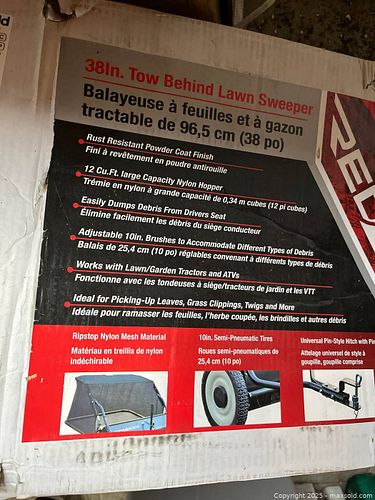 38In. Tow Behind Lawn Sweeper
Balayeuse à feuilles et à gazon
tractable de 96,5 cm (38 po)
Rust Resistant Powder Coat Finish
Fini à revêtement en poudre antirouille
12 Cu.Ft. large Capacity Nylon Hopper
Trémie en nylon à grande capacité de 0,34 m cubes (12 pi cubes)
Easily Dumps Debris From Drivers Seat
Élimine facilement les débris du siège conducteur
Adjustable 10in. Brushes to Accommodate Different Types of Debris
Balais de 25,4 cm (10 po) réglables convenant à différents types de débris
Works with Lawn/Garden Tractors and ATVs
Fonctionne avec les tondeuses à siège/tracteurs de jardin et les VTT
Ideal for Picking-Up Leaves, Grass Clippings, Twigs and More
Idéale pour ramasser les feuilles, l'herbe coupée, les brindilles et autres débris
Ripstop Nylon Mesh Material
Matériau en treillis de nylon
indéchirable
10in. Semi-Pneumatic Tires
Roues semi-pneumatiques de
25,4 cm (10 po)
Universal Pin-Style Hitch with Pin
Attelage universel de style à
goupille, goupille comprise
Copyright 2025 - maxsold.com